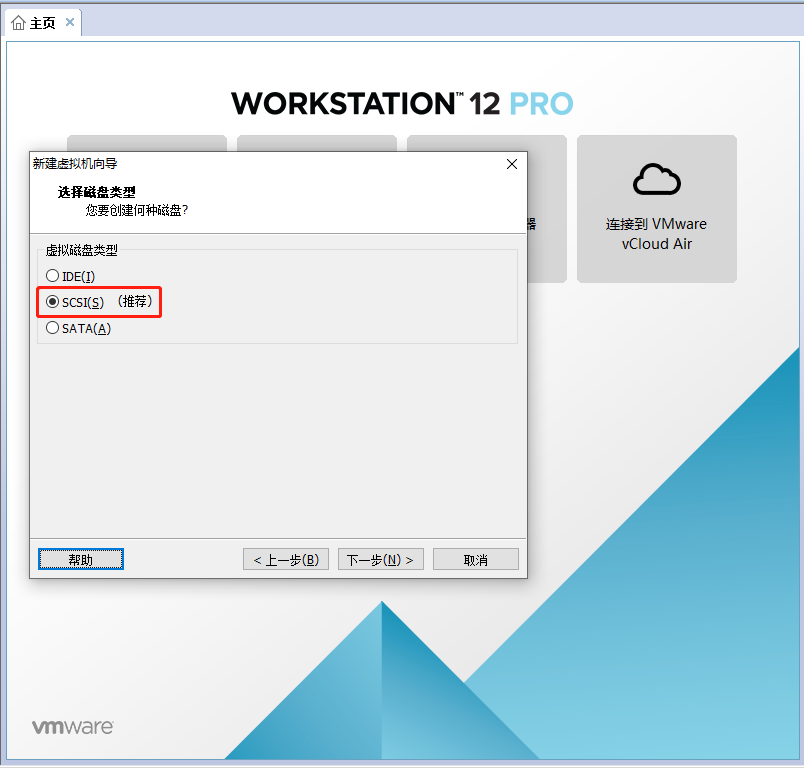 主页
WORKSTATION™ 12 PRO
新建虚拟机向导
选择磁盘类型
您要创建何种磁盘?
虚拟磁盘类型
IDE(I)
SCSI(S) （推荐）
SATA(A)
帮助
< 上一步(B)
下一步(N) >
取消
器
连接到 VMware
vCloud Air
vmware